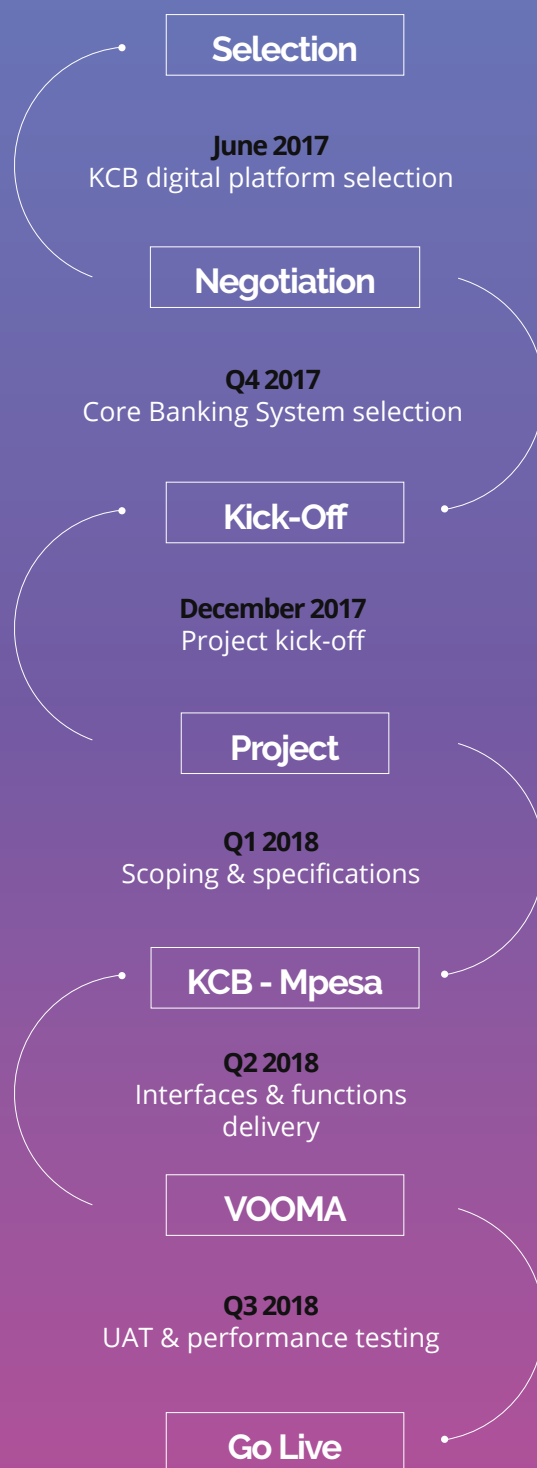 Selection
June 2017
KCB digital platform selection
Negotiation
Q4 2017
Core Banking System selection
Kick-Off
December 2017
Project kick-off
Project
Q1 2018
Scoping & specifications
KCB - Mpesa
Q2 2018
Interfaces & functions
delivery
VOOMA
Q3 2018
UAT & performance testing
Go Live